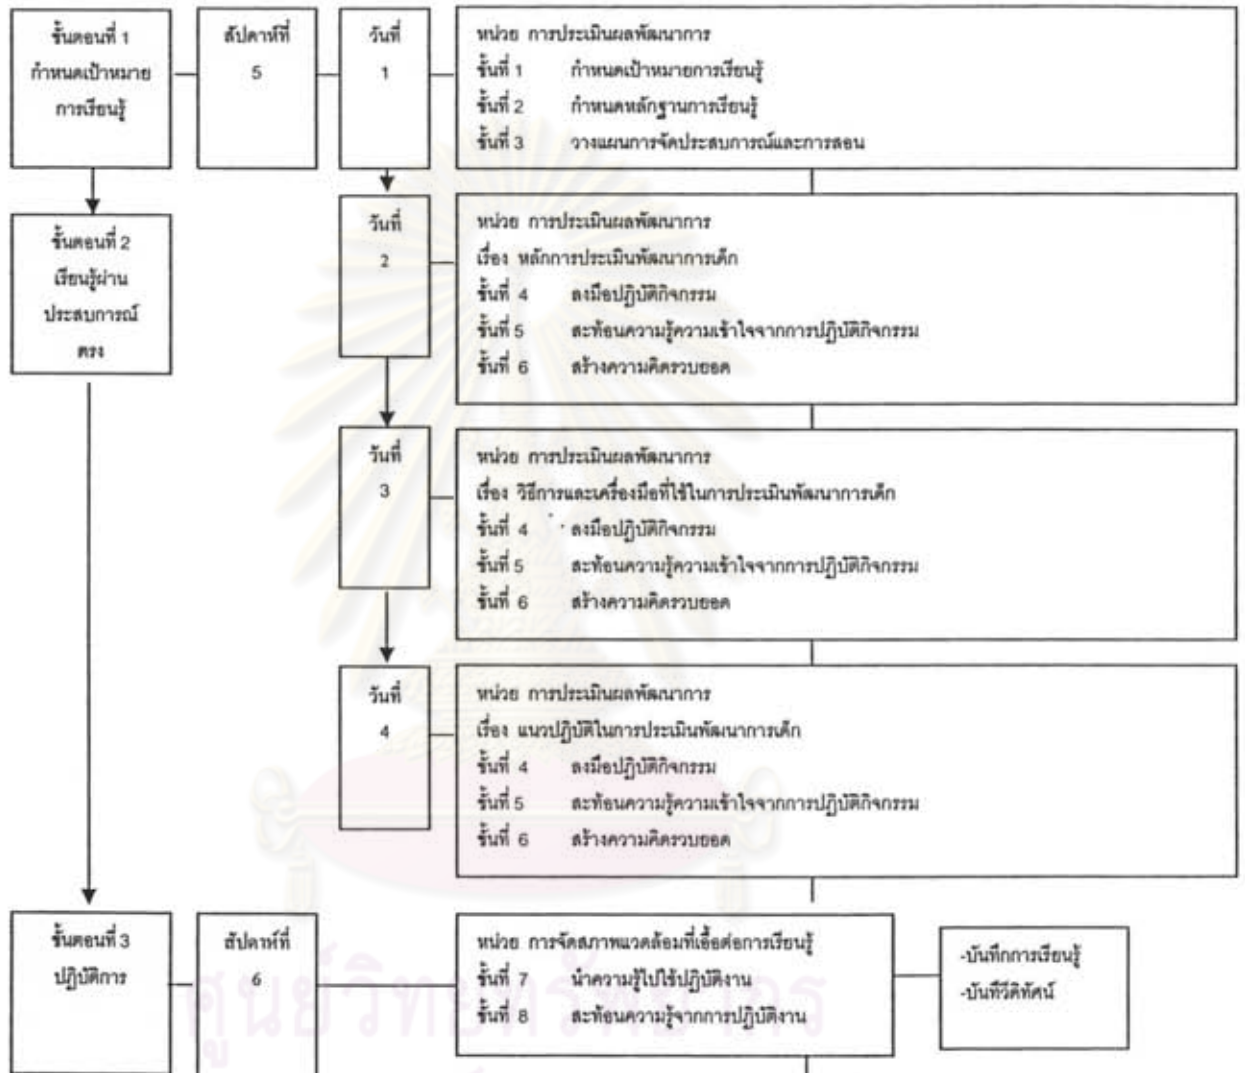 ขั้นตอนที่ 1
กำหนดเป้าหมาย
การเรียนรู้
สัปดาห์ที่
5
วันที่
1
หน่วย การประเมินผลพัฒนาการ
ขั้นที่ 1 กำหนดเป้าหมายการเรียนรู้
ขั้นที่ 2 กำหนดหลักฐานการเรียนรู้
ขั้นที่ 3 วางแผนการจัดประสบการณ์และการสอน
ขั้นตอนที่ 2
เรียนรู้ผ่าน
ประสบการณ์
ตรง
วันที่
2
หน่วย การประเมินผลพัฒนาการ
เรื่อง หลักการประเมินพัฒนาการเด็ก
ขั้นที่ 4 ลงมือปฏิบัติกิจกรรม
ขั้นที่ 5 สะท้อนความรู้ความเข้าใจจากการปฏิบัติกิจกรรม
ขั้นที่ 6 สร้างความคิดรวบยอด
วันที่
3
หน่วย การประเมินผลพัฒนาการ
เรื่อง วิธีการและเครื่องมือที่ใช้ในการประเมินพัฒนาการเด็ก
ขั้นที่ 4 ลงมือปฏิบัติกิจกรรม
ขั้นที่ 5 สะท้อนความรู้ความเข้าใจจากการปฏิบัติกิจกรรม
ขั้นที่ 6 สร้างความคิดรวบยอด
วันที่
4
หน่วย การประเมินผลพัฒนาการ
เรื่อง แนวปฏิบัติในการประเมินพัฒนาการเด็ก
ขั้นที่ 4 ลงมือปฏิบัติกิจกรรม
ขั้นที่ 5 สะท้อนความรู้ความเข้าใจจากการปฏิบัติกิจกรรม
ขั้นที่ 6 สร้างความคิดรวบยอด
ขั้นตอนที่ 3
ปฏิบัติการ
สัปดาห์ที่
6
หน่วย การจัดสภาพแวดล้อมที่เอื้อต่อการเรียนรู้
ขั้นที่ 7 นำความรู้ไปใช้ปฏิบัติงาน
ขั้นที่ 8 สะท้อนความรู้จากการปฏิบัติงาน
-บันทึกการเรียนรู้
-บันทึวีดิทัศน์
ศูนย์วิทยทรัพยากร